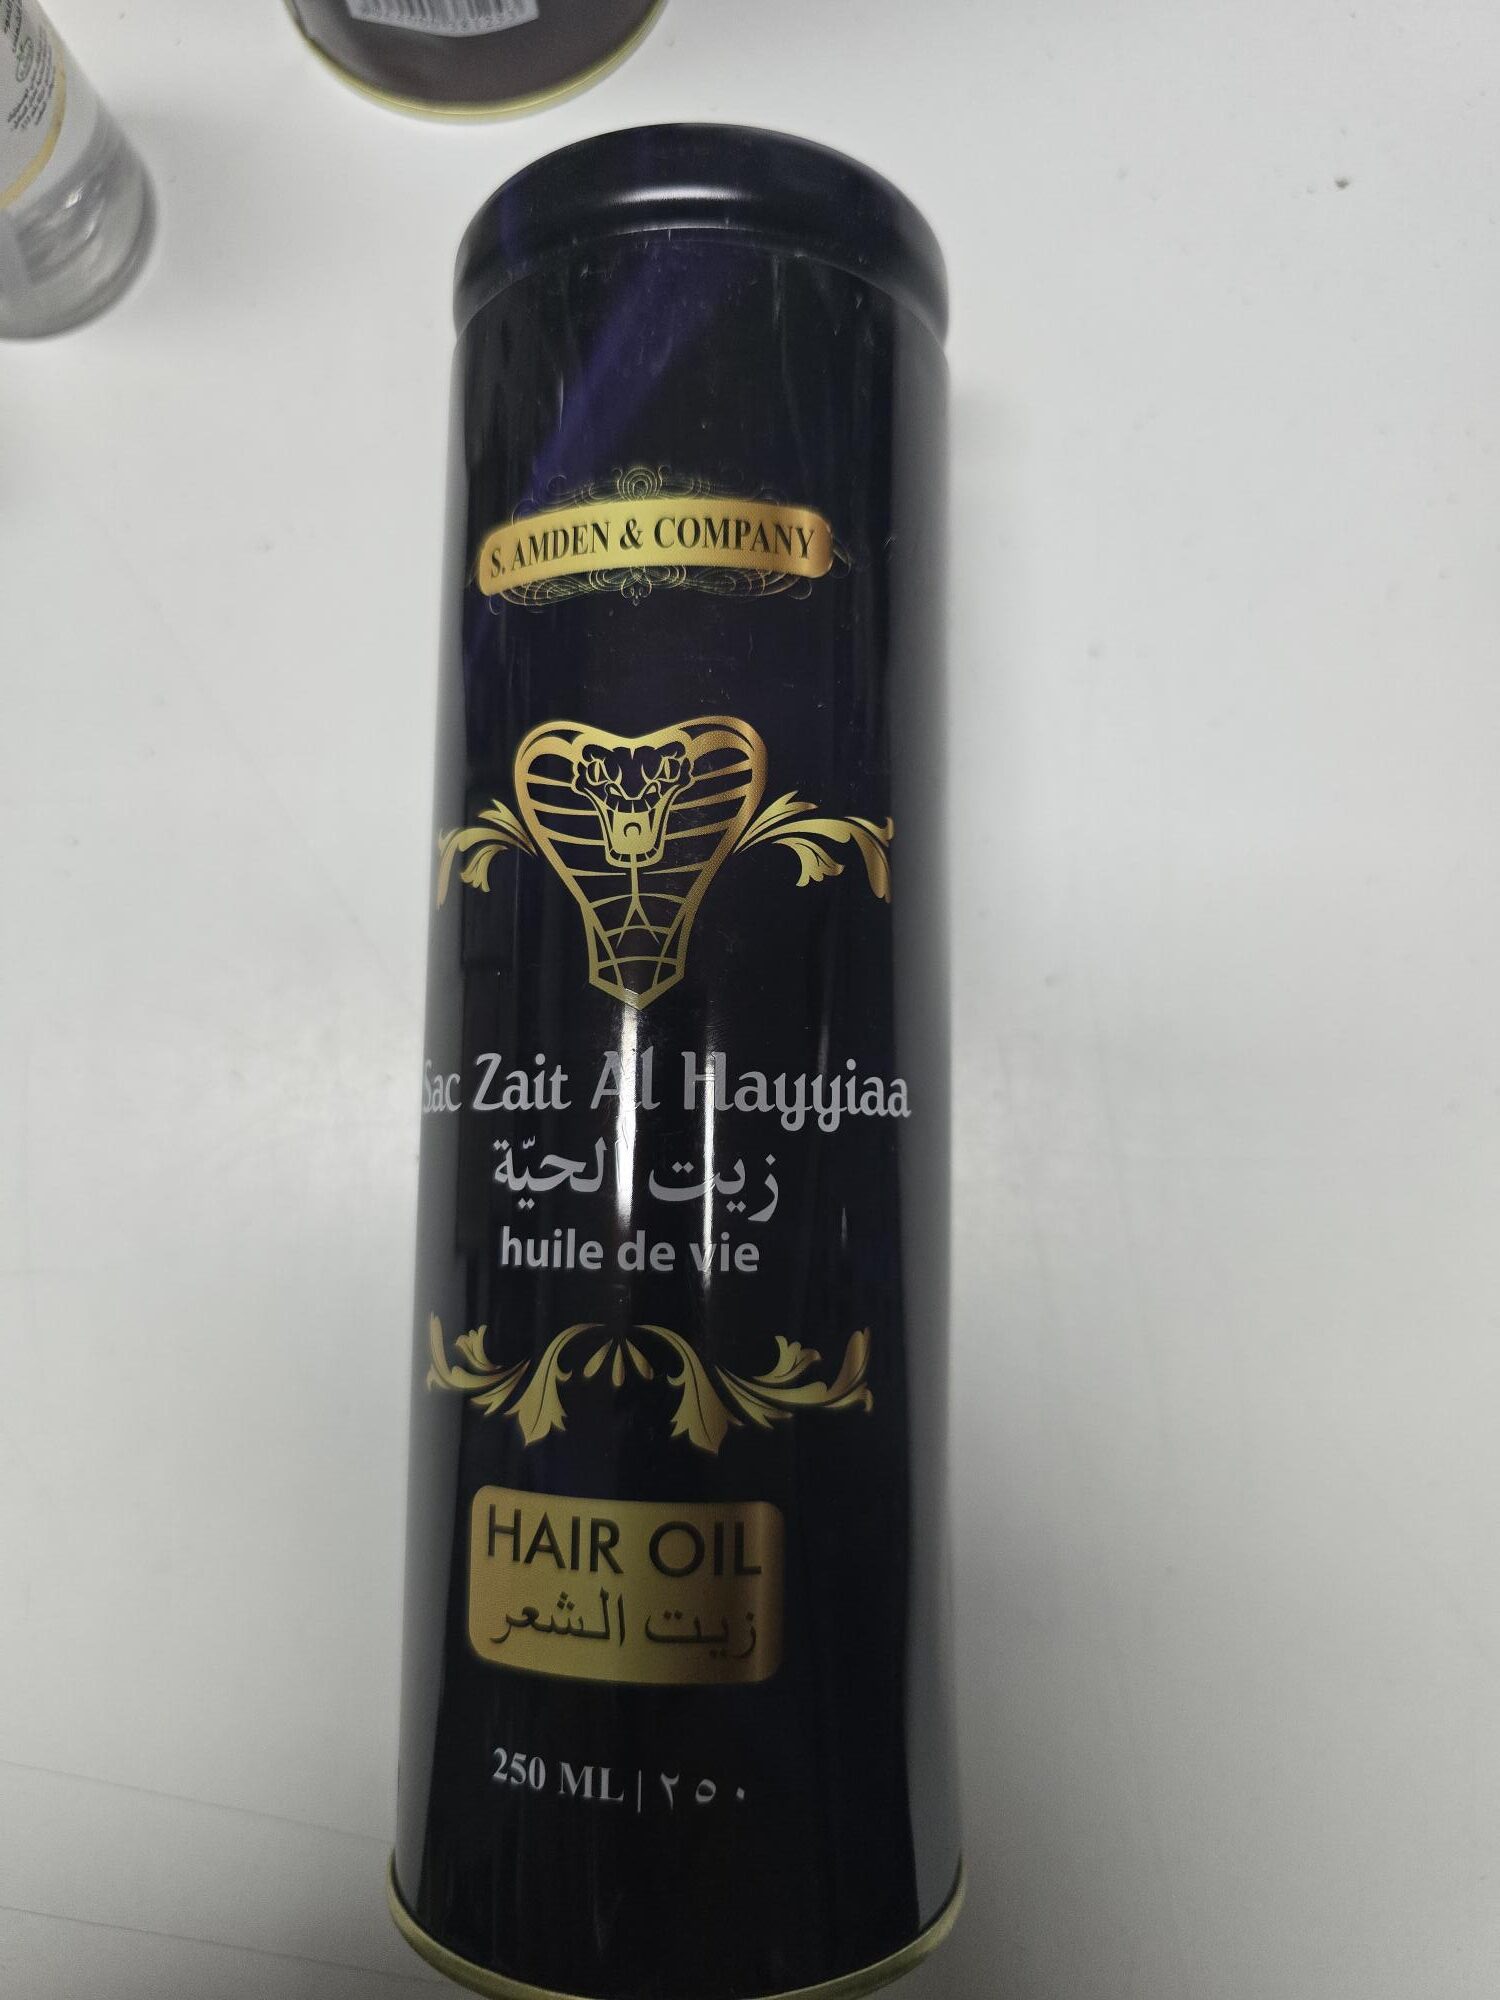 S. AMDEN & COMPANY
Sac Zait Al Hayyiaa
زيت الحيّة
huile de vie
HAIR OIL
زيت الشعر
250 ML | ٢٥٠